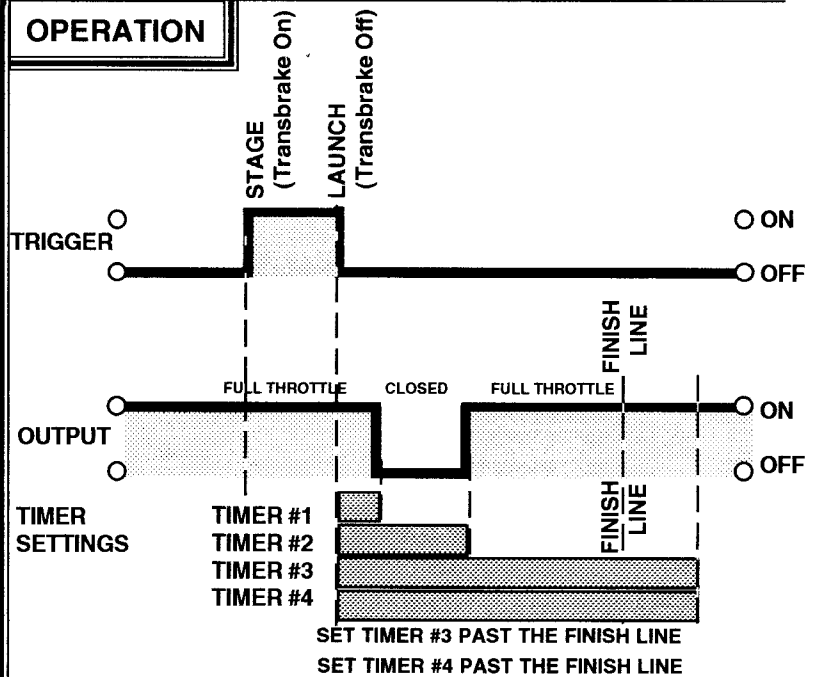 OPERATION
STAGE
(Transbrake On)
LAUNCH
(Transbrake Off)
TRIGGER
ON
OFF
FINISH
LINE
FULL THROTTLE
CLOSED
FULL THROTTLE
OUTPUT
ON
OFF
FINISH
LINE
TIMER
SETTINGS
TIMER #1
TIMER #2
TIMER #3
TIMER #4
SET TIMER #3 PAST THE FINISH LINE
SET TIMER #4 PAST THE FINISH LINE